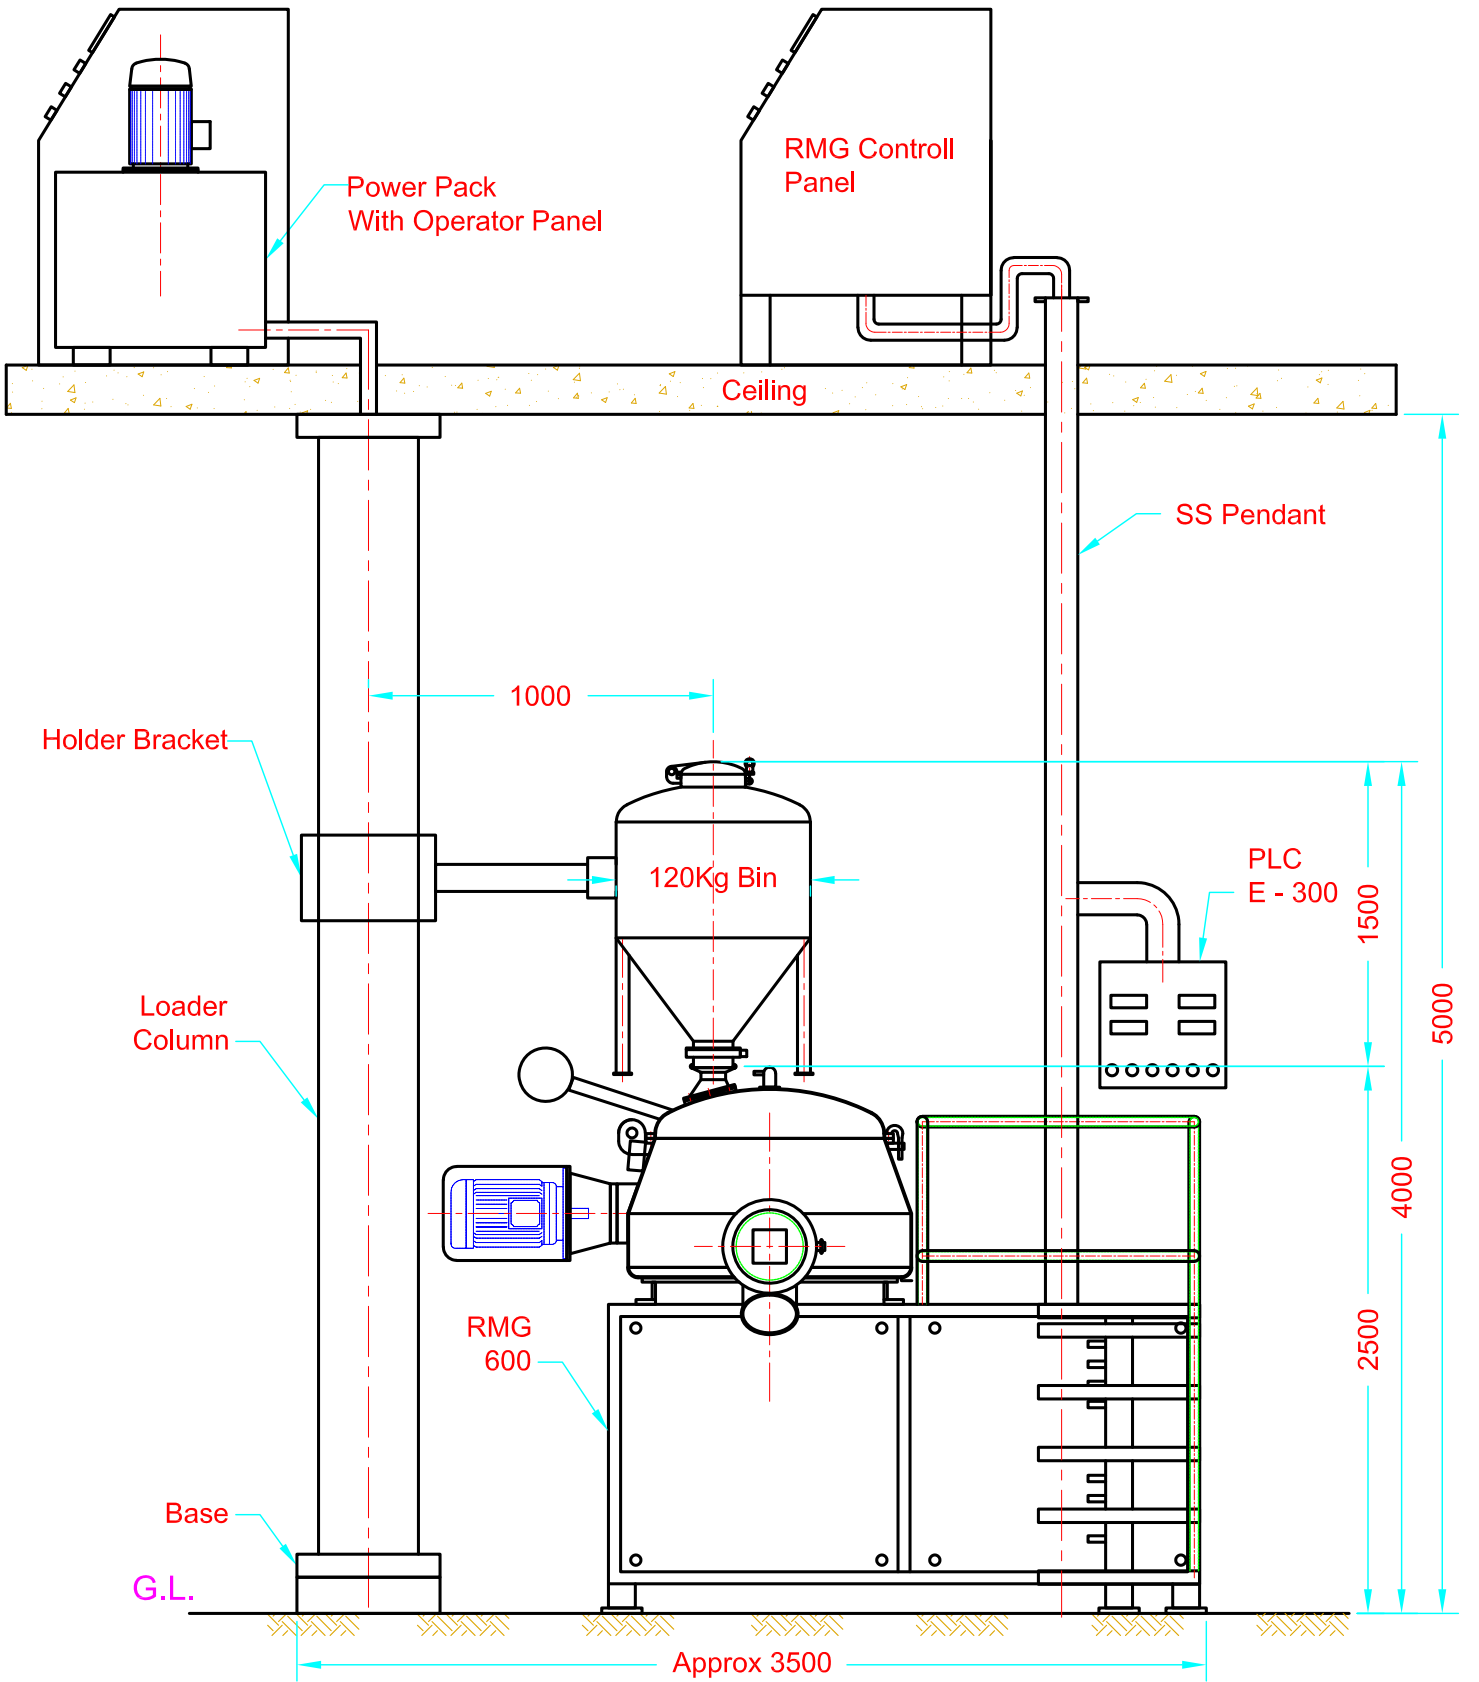 RMG Controll
Panel
Power Pack
With Operator Panel
Ceiling
SS Pendant
1000
Holder Bracket
120Kg Bin
PLC
E - 300
1500
Loader
Column
5000
4000
RMG
600
2500
Base
G.L.
Approx 3500